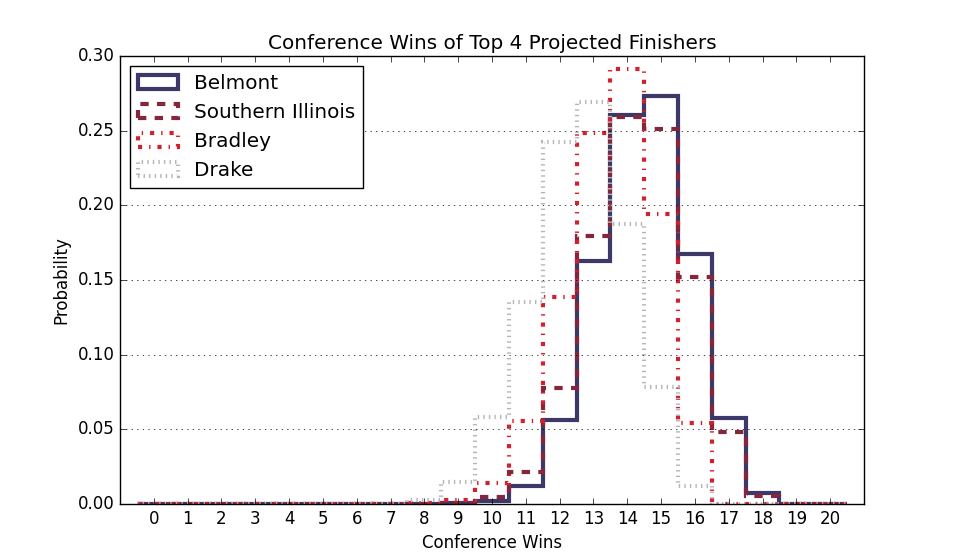 Conference Wins of Top 4 Projected Finishers
0.30
0.25
0.20
0.15
0.10
0.05
0.00
Probability
Belmont
Southern Illinois
Bradley
Drake
0 1 2 3 4 5 6 7 8 9 10 11 12 13 14 15 16 17 18 19 20
Conference Wins